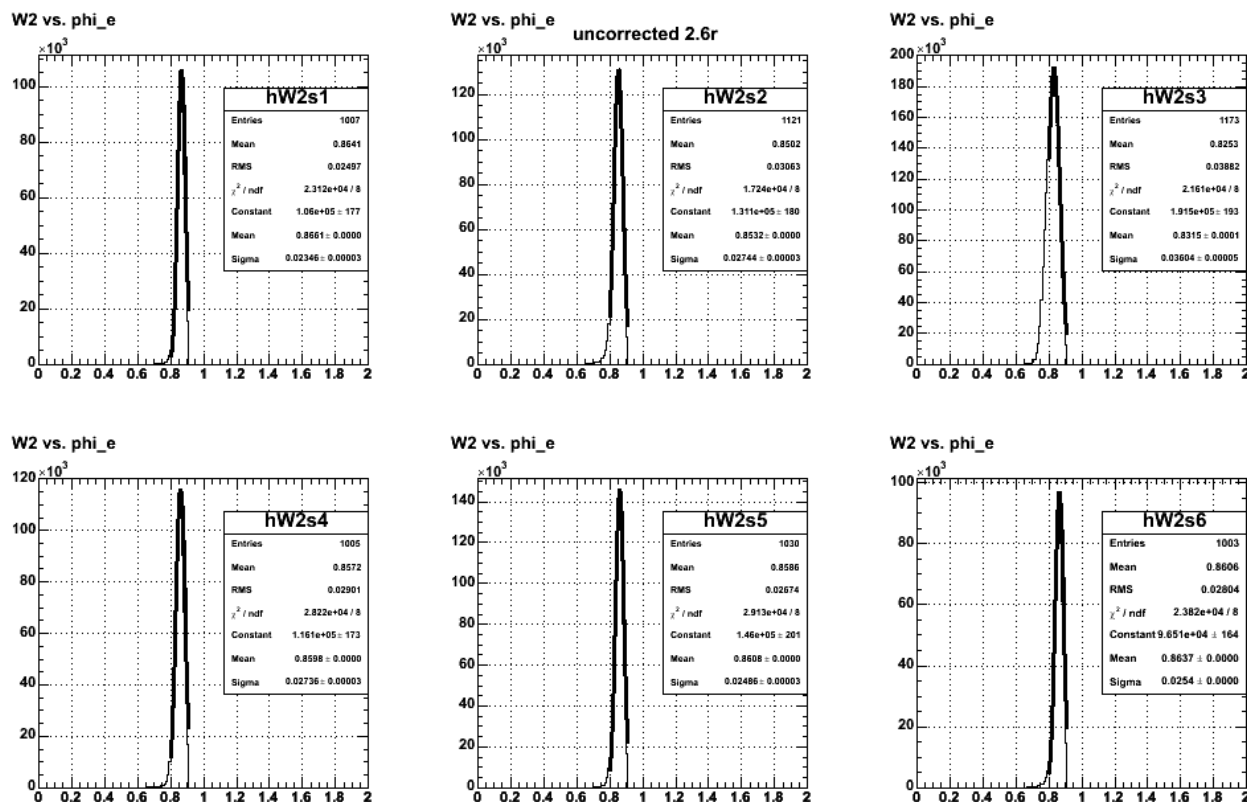 W2 vs. phi_e
×10³
100
80
60
40
20
0
0 0.2 0.4 0.6 0.8 1 1.2 1.4 1.6 1.8 2
hW2s1
Entries 1007
Mean 0.8641
RMS 0.02497
χ² / ndf 2.312e+04 / 8
Constant 1.06e+05 ± 177
Mean 0.8661 ± 0.0000
Sigma 0.02346 ± 0.00003
W2 vs. phi_e
uncorrected 2.6r
×10³
120
100
80
60
40
20
0
0 0.2 0.4 0.6 0.8 1 1.2 1.4 1.6 1.8 2
hW2s2
Entries 1121
Mean 0.8502
RMS 0.03063
χ² / ndf 1.724e+04 / 8
Constant 1.311e+05 ± 180
Mean 0.8532 ± 0.0000
Sigma 0.02744 ± 0.00003
W2 vs. phi_e
×10³
200
180
160
140
120
100
80
60
40
20
0
0 0.2 0.4 0.6 0.8 1 1.2 1.4 1.6 1.8 2
hW2s3
Entries 1173
Mean 0.8253
RMS 0.03882
χ² / ndf 2.161e+04 / 8
Constant 1.915e+05 ± 193
Mean 0.8315 ± 0.0001
Sigma 0.03604 ± 0.00005
W2 vs. phi_e
×10³
120
100
80
60
40
20
0
0 0.2 0.4 0.6 0.8 1 1.2 1.4 1.6 1.8 2
hW2s4
Entries 1005
Mean 0.8572
RMS 0.02901
χ² / ndf 2.822e+04 / 8
Constant 1.161e+05 ± 173
Mean 0.8598 ± 0.0000
Sigma 0.02736 ± 0.00003
W2 vs. phi_e
×10³
140
120
100
80
60
40
20
0
0 0.2 0.4 0.6 0.8 1 1.2 1.4 1.6 1.8 2
hW2s5
Entries 1030
Mean 0.8586
RMS 0.02674
χ² / ndf 2.913e+04 / 8
Constant 1.46e+05 ± 201
Mean 0.8608 ± 0.0000
Sigma 0.02486 ± 0.00003
W2 vs. phi_e
×10³
100
80
60
40
20
0
0 0.2 0.4 0.6 0.8 1 1.2 1.4 1.6 1.8 2
hW2s6
Entries 1003
Mean 0.8606
RMS 0.02804
χ² / ndf 2.382e+04 / 8
Constant 9.651e+04 ± 164
Mean 0.8637 ± 0.0000
Sigma 0.0254 ± 0.0000